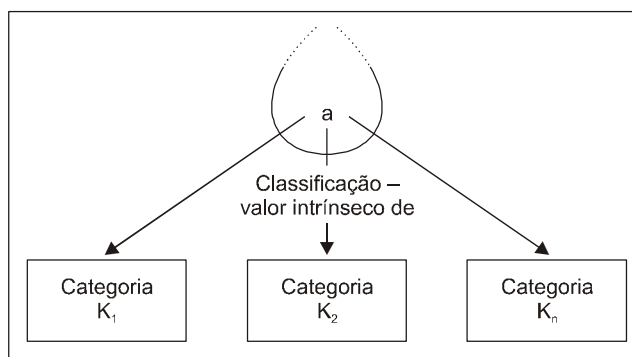 a
Classificação –
valor intrínseco de
Categoria
K₁
Categoria
K₂
Categoria
Kₙ